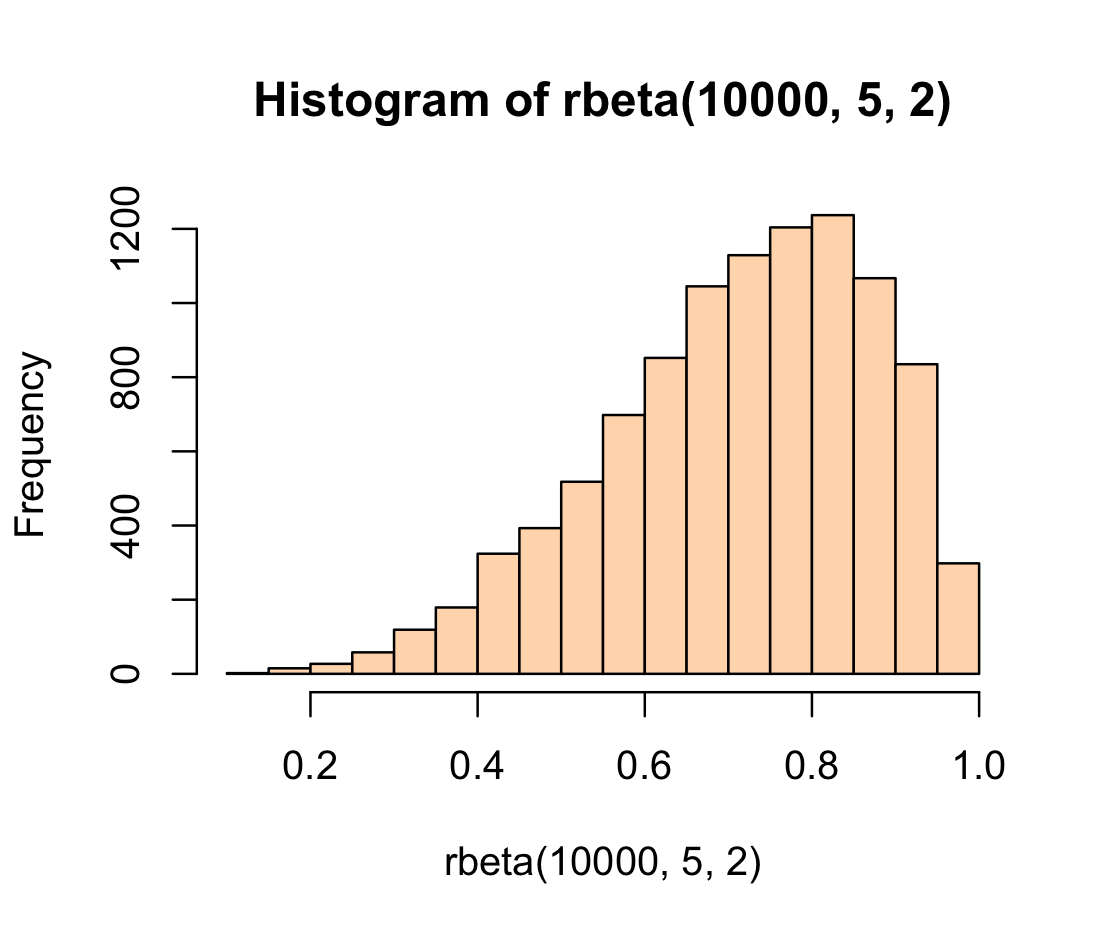 Histogram of rbeta(10000, 5, 2)
Frequency
1200
800
400
0
0.2 0.4 0.6 0.8 1.0
rbeta(10000, 5, 2)